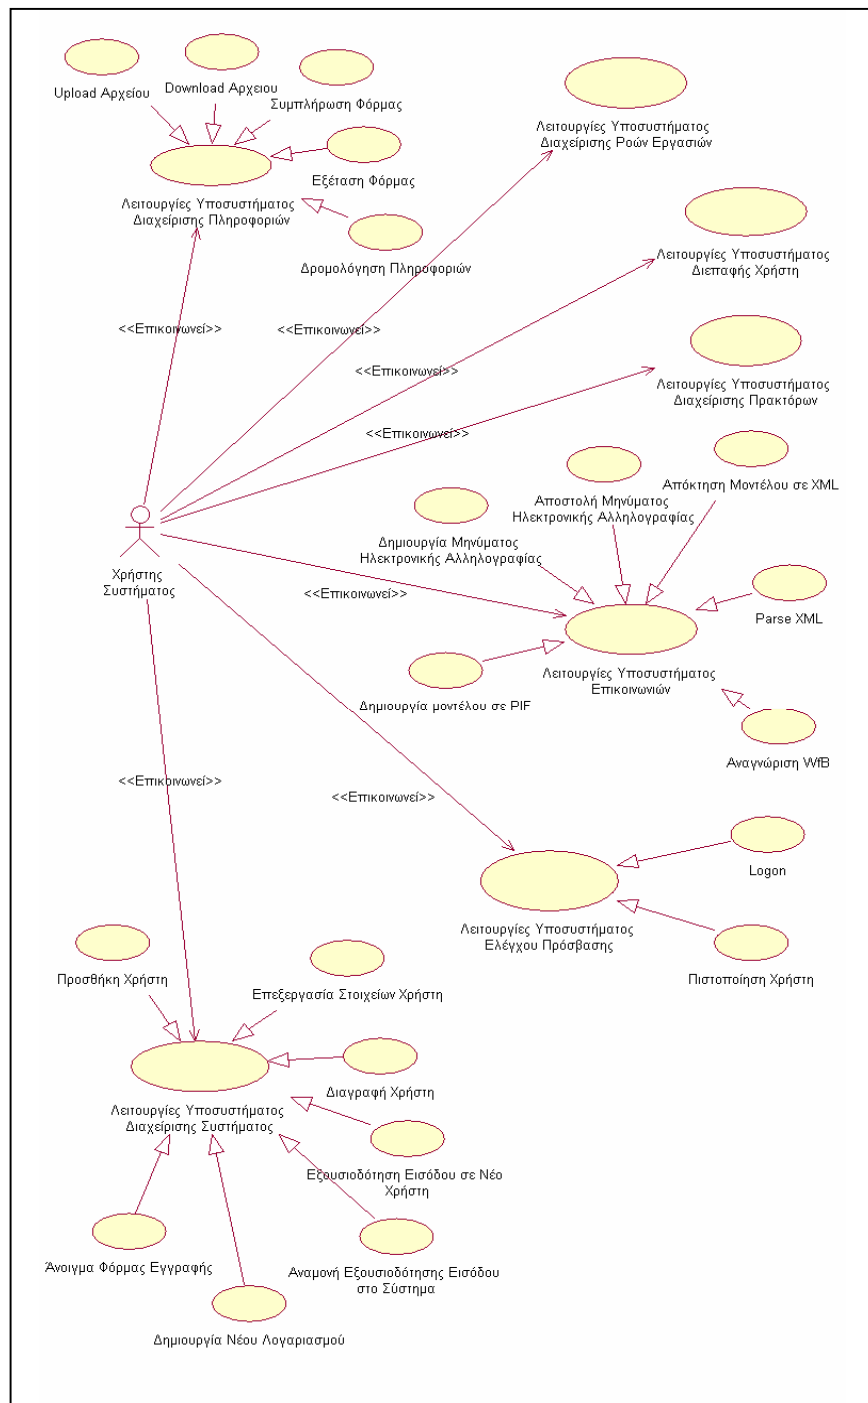 Upload Αρχείου
Download Αρχειου
Συμπλήρωση Φόρμας
Εξέταση Φόρμας
Λειτουργίες Υποσυστήματος
Διαχείρισης Πληροφοριών
Δρομολόγηση Πληροφοριών
Λειτουργίες Υποσυστήματος
Διαχείρισης Ροών Εργασιών
Λειτουργίες Υποσυστήματος
Διεπαφής Χρήστη
<<Επικοινωνεί>>
<<Επικοινωνεί>>
<<Επικοινωνεί>>
Λειτουργίες Υποσυστήματος
Διαχείρισης Πρακτόρων
<<Επικοινωνεί>>
Απόκτηση Μοντέλου σε XML
Αποστολή Μηνύματος
Ηλεκτρονικής Αλληλογραφίας
Δημιουργία Μηνύματος
Ηλεκτρονικής Αλληλογραφίας
Χρήστης
Συστήματος
<<Επικοινωνεί>>
Parse XML
Λειτουργίες Υποσυστήματος
Επικοινωνιών
Δημιουργία μοντέλου σε PIF
Αναγνώριση WfB
<<Επικοινωνεί>>
<<Επικοινωνεί>>
Logon
Λειτουργίες Υποσυστήματος
Ελέγχου Πρόσβασης
Πιστοποίηση Χρήστη
Προσθήκη Χρήστη
Επεξεργασία Στοιχείων Χρήστη
Διαγραφή Χρήστη
Λειτουργίες Υποσυστήματος
Διαχείρισης Συστήματος
Εξουσιοδότηση Εισόδου σε Νέο
Χρήστη
Άνοιγμα Φόρμας Εγγραφής
Αναμονή Εξουσιοδότησης Εισόδου
στο Σύστημα
Δημιουργία Νέου Λογαριασμού